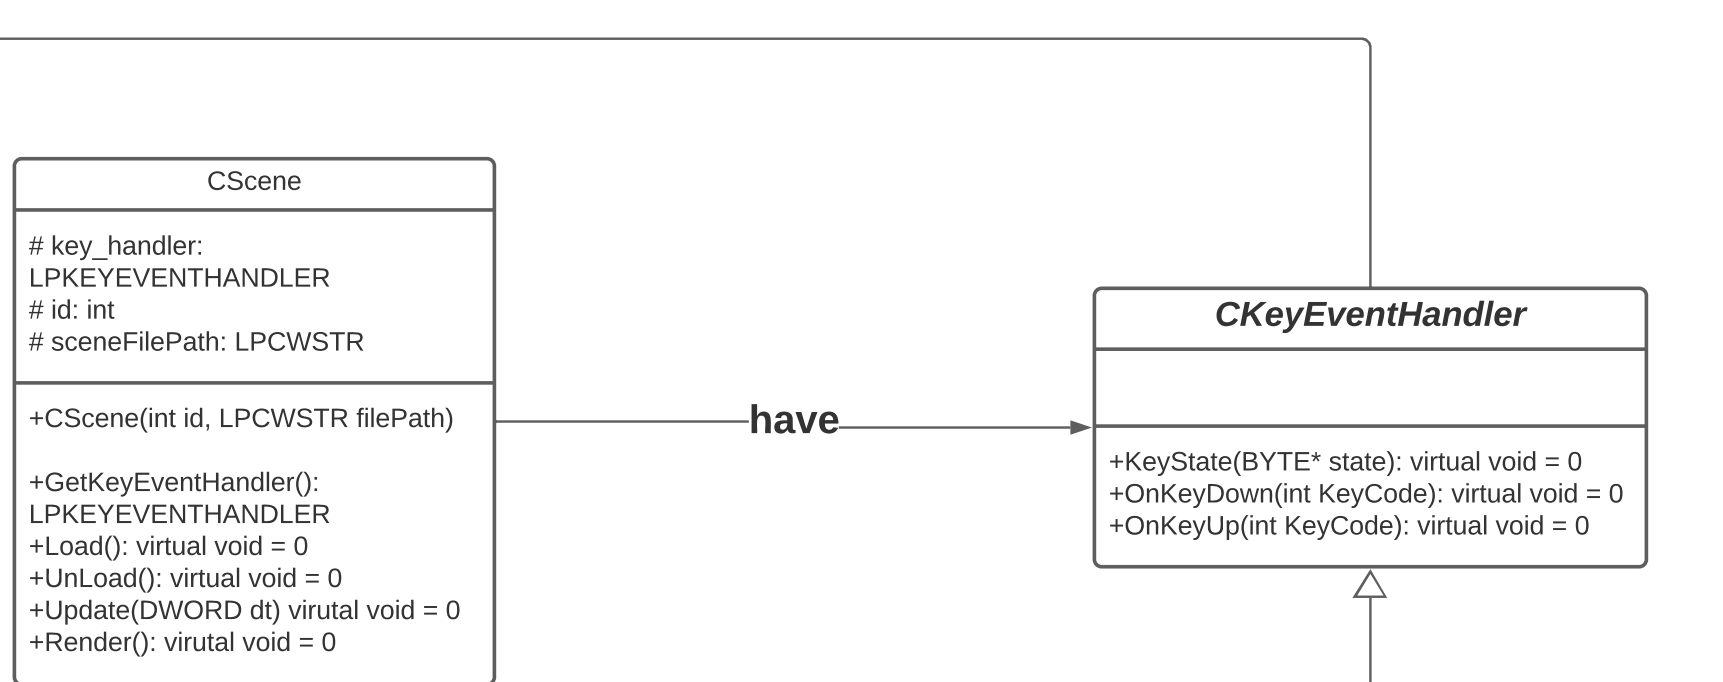 CScene
# key_handler:
LPKEYEVENTHANDLER
# id: int
# sceneFilePath: LPCWSTR
+CScene(int id, LPCWSTR filePath)
+GetKeyEventHandler():
LPKEYEVENTHANDLER
+Load(): virtual void = 0
+UnLoad(): virtual void = 0
+Update(DWORD dt) virutal void = 0
+Render(): virutal void = 0
have
CKeyEventHandler
+KeyState(BYTE* state): virtual void = 0
+OnKeyDown(int KeyCode): virtual void = 0
+OnKeyUp(int KeyCode): virtual void = 0